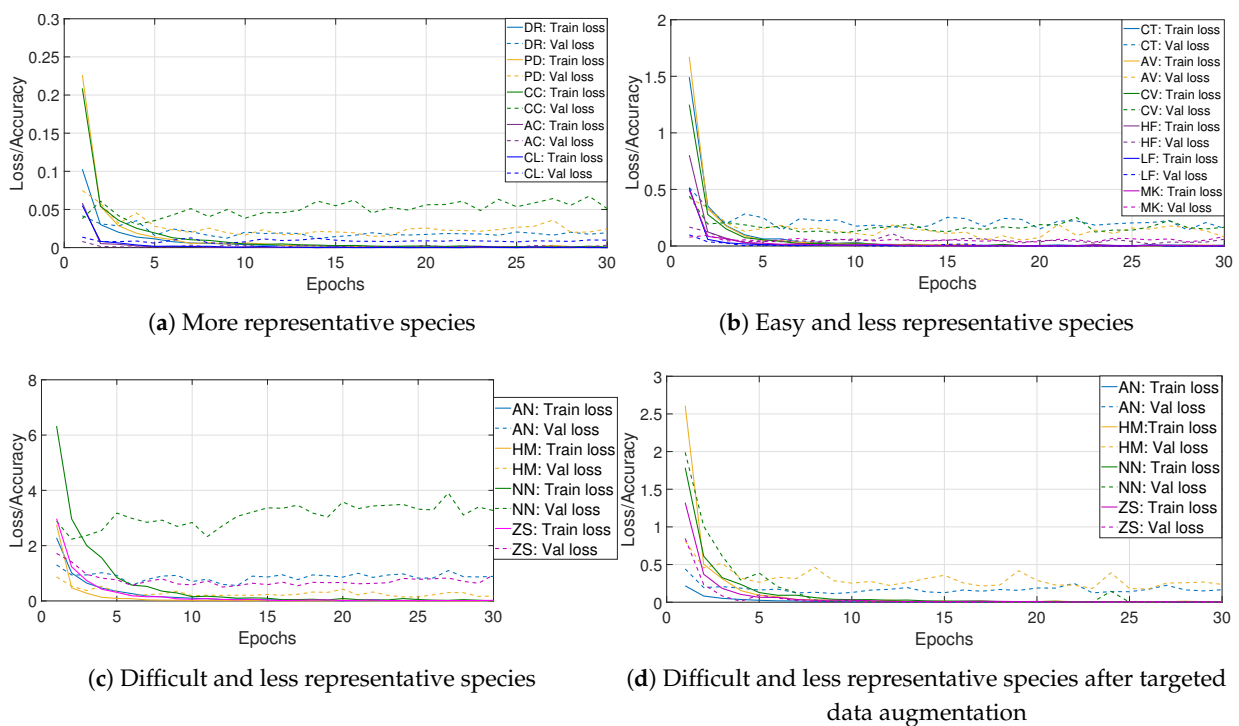 0.3
0.25
0.2
0.15
0.1
0.05
0
Loss/Accuracy
0 5 10 15 20 25 30
Epochs
DR: Train loss
DR: Val loss
PD: Train loss
PD: Val loss
CC: Train loss
CC: Val loss
AC: Train loss
AC: Val loss
CL: Train loss
CL: Val loss
(a) More representative species
2
1.5
1
0.5
0
Loss/Accuracy
0 5 10 15 20 25 30
Epochs
CT: Train loss
CT: Val loss
AV: Train loss
AV: Val loss
CV: Train loss
CV: Val loss
HF: Train loss
HF: Val loss
LF: Train loss
LF: Val loss
MK: Train loss
MK: Val loss
(b) Easy and less representative species
8
6
4
2
0
Loss/Accuracy
0 5 10 15 20 25 30
Epochs
AN: Train loss
AN: Val loss
HM: Train loss
HM: Val loss
NN: Train loss
NN: Val loss
ZS: Train loss
ZS: Val loss
(c) Difficult and less representative species
3
2.5
2
1.5
1
0.5
0
Loss/Accuracy
0 5 10 15 20 25 30
Epochs
AN: Train loss
AN: Val loss
HM:Train loss
HM: Val loss
NN: Train loss
NN: Val loss
ZS: Train loss
ZS: Val loss
(d) Difficult and less representative species after targeted
data augmentation